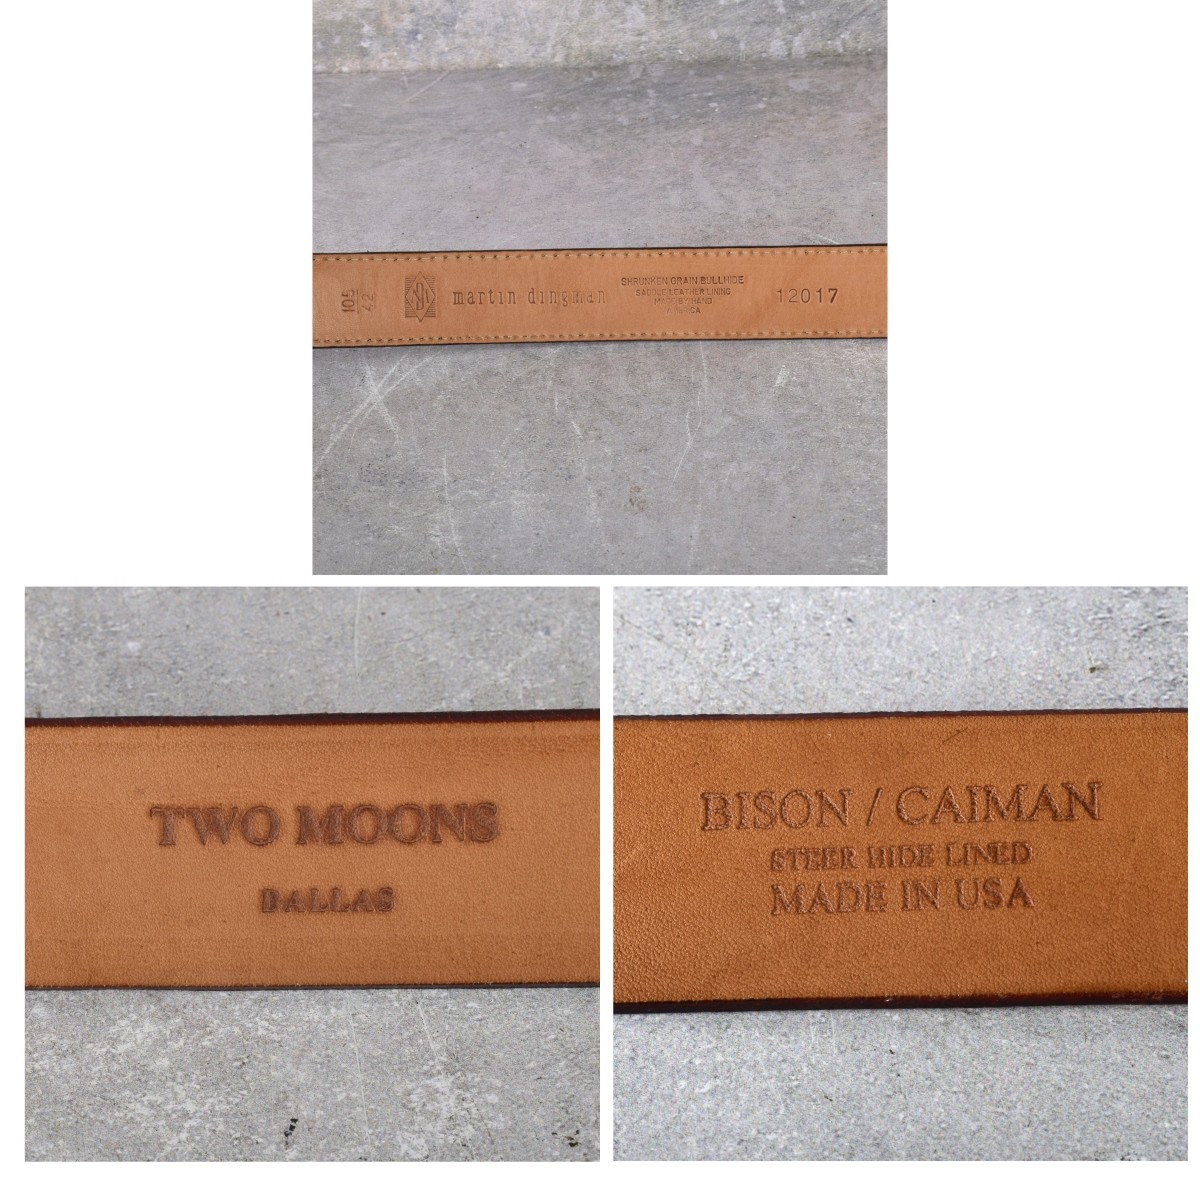 105
42
martin dingman
SHRUNKEN GRAIN BULLHIDE
SADDLE LEATHER LINING
MADE BY HAND
12017
TWO MOONS
DALLAS
BISON / CAIMAN
STEER HIDE LINED
MADE IN USA